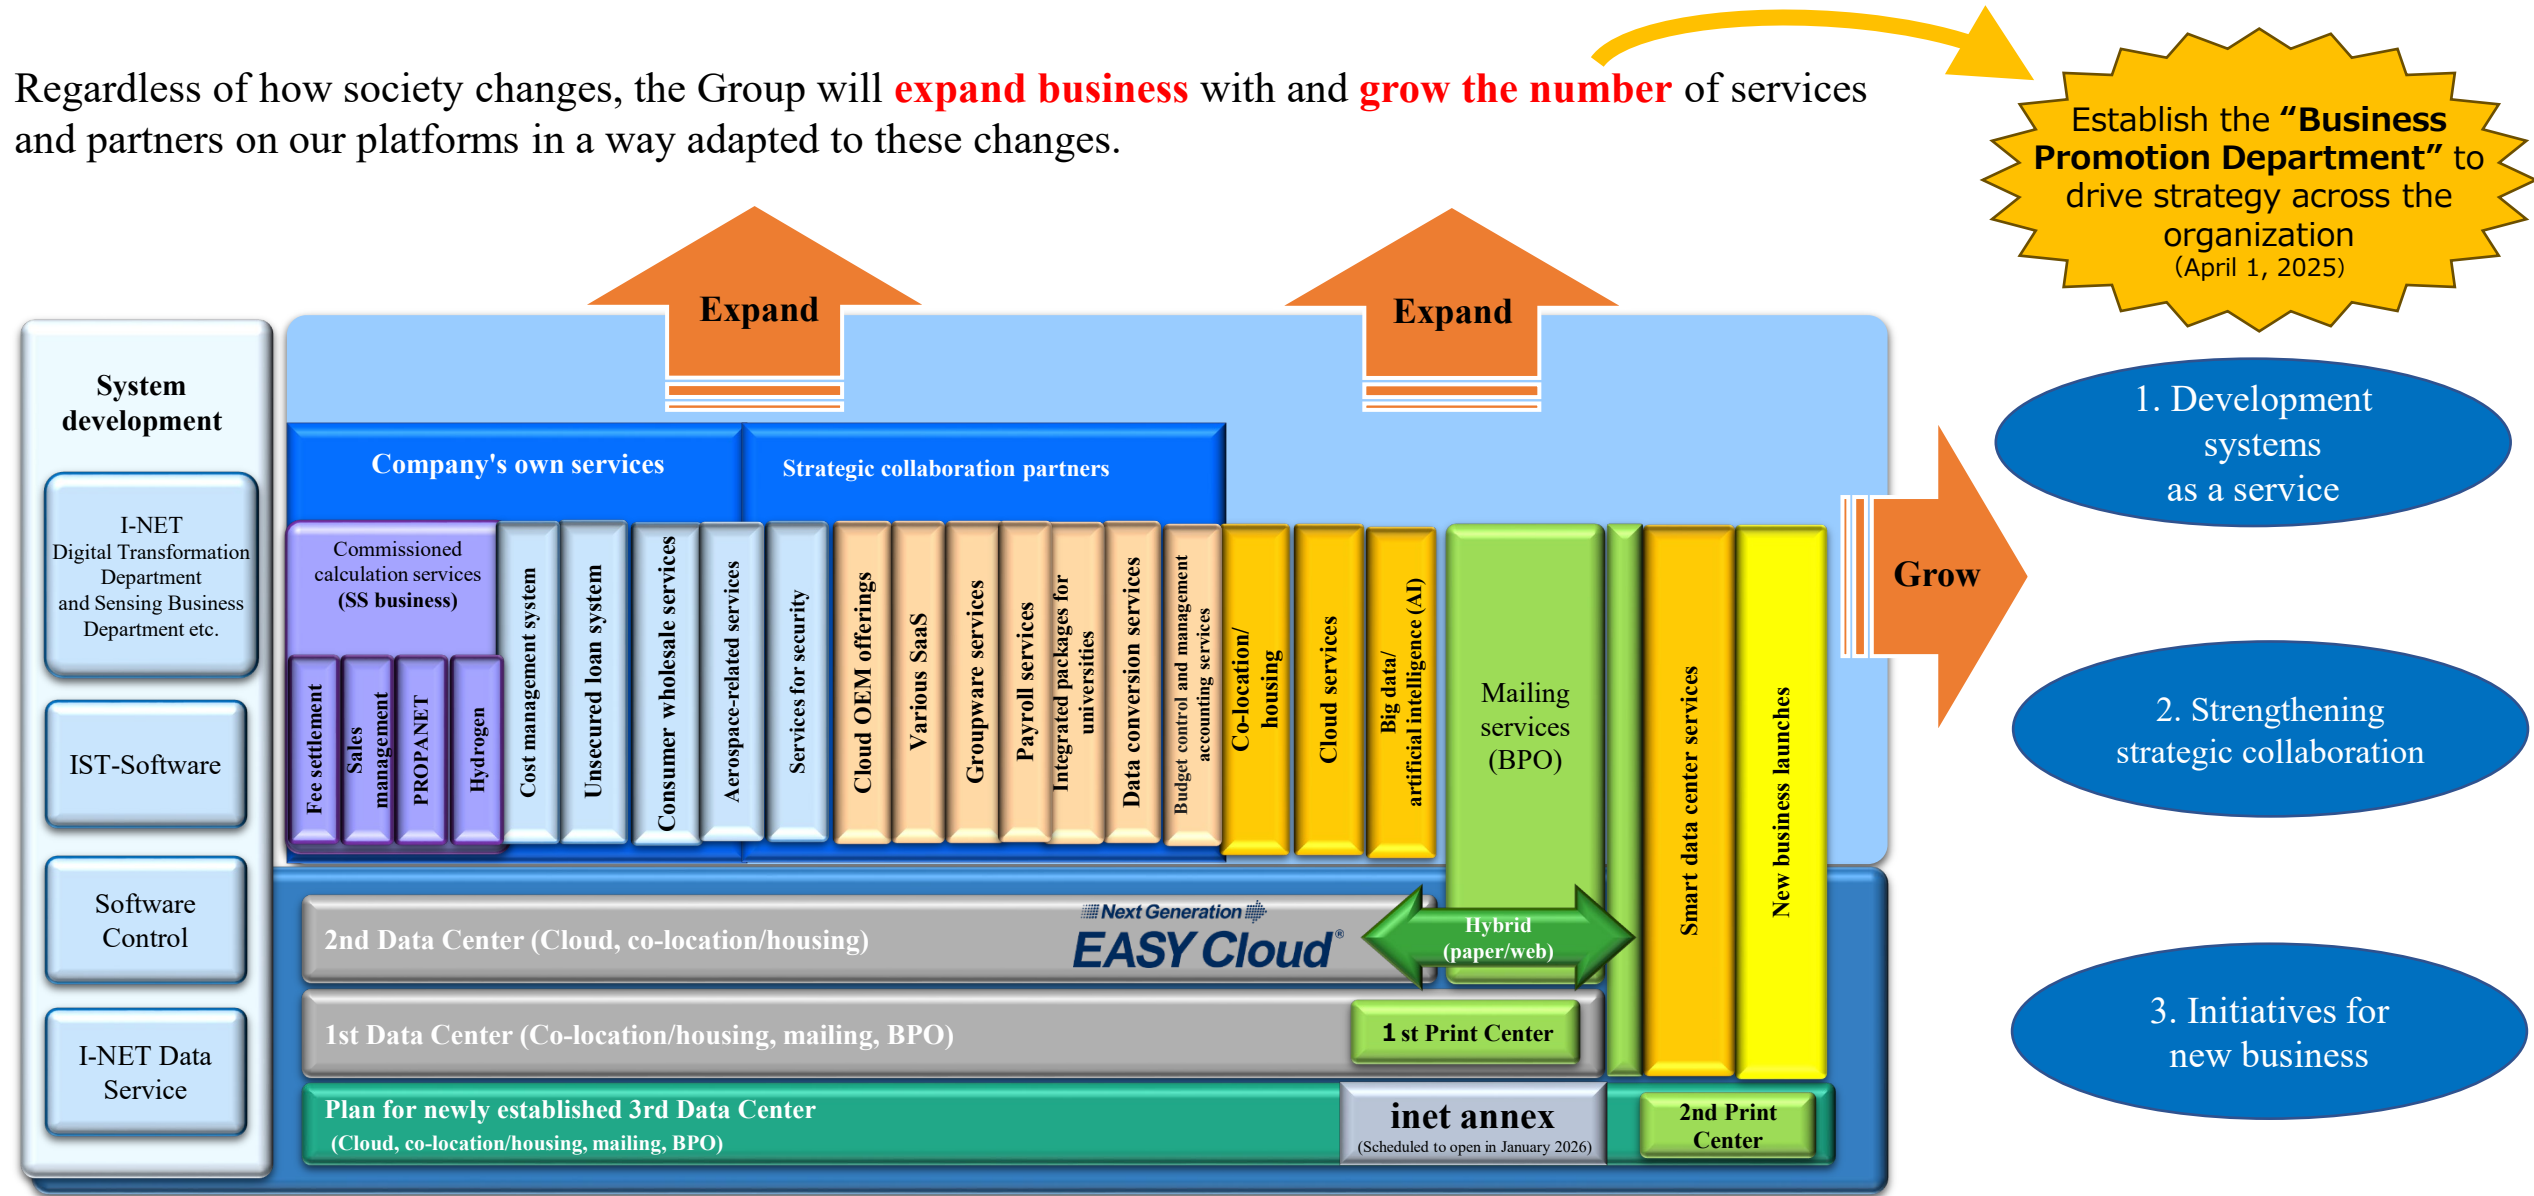 Regardless of how society changes, the Group will expand business with and grow the number of services
and partners on our platforms in a way adapted to these changes.
Establish the “Business
Promotion Department” to
drive strategy across the
organization
(April 1, 2025)
Expand
Expand
System
development
I-NET
Digital Transformation
Department
and Sensing Business
Department etc.
IST-Software
Software
Control
I-NET Data
Service
Company's own services
Strategic collaboration partners
Commissioned
calculation services
(SS business)
Fee settlement
Sales
management
PROPANET
Hydrogen
Cost management system
Unsecured loan system
Consumer wholesale services
Aerospace-related services
Services for security
Cloud OEM offerings
Various SaaS
Groupware services
Payroll services
Integrated packages for
universities
Data conversion services
Budget control and management
accounting services
Co-location/
housing
Cloud services
Big data/
artificial intelligence (AI)
Mailing
services
(BPO)
Smart data center services
New business launches
Grow
1. Development
systems
as a service
2. Strengthening
strategic collaboration
3. Initiatives for
new business
2nd Data Center (Cloud, co-location/housing)
Next Generation
EASY Cloud®
Hybrid
(paper/web)
1st Data Center (Co-location/housing, mailing, BPO)
1 st Print Center
Plan for newly established 3rd Data Center
(Cloud, co-location/housing, mailing, BPO)
inet annex
(Scheduled to open in January 2026)
2nd Print
Center